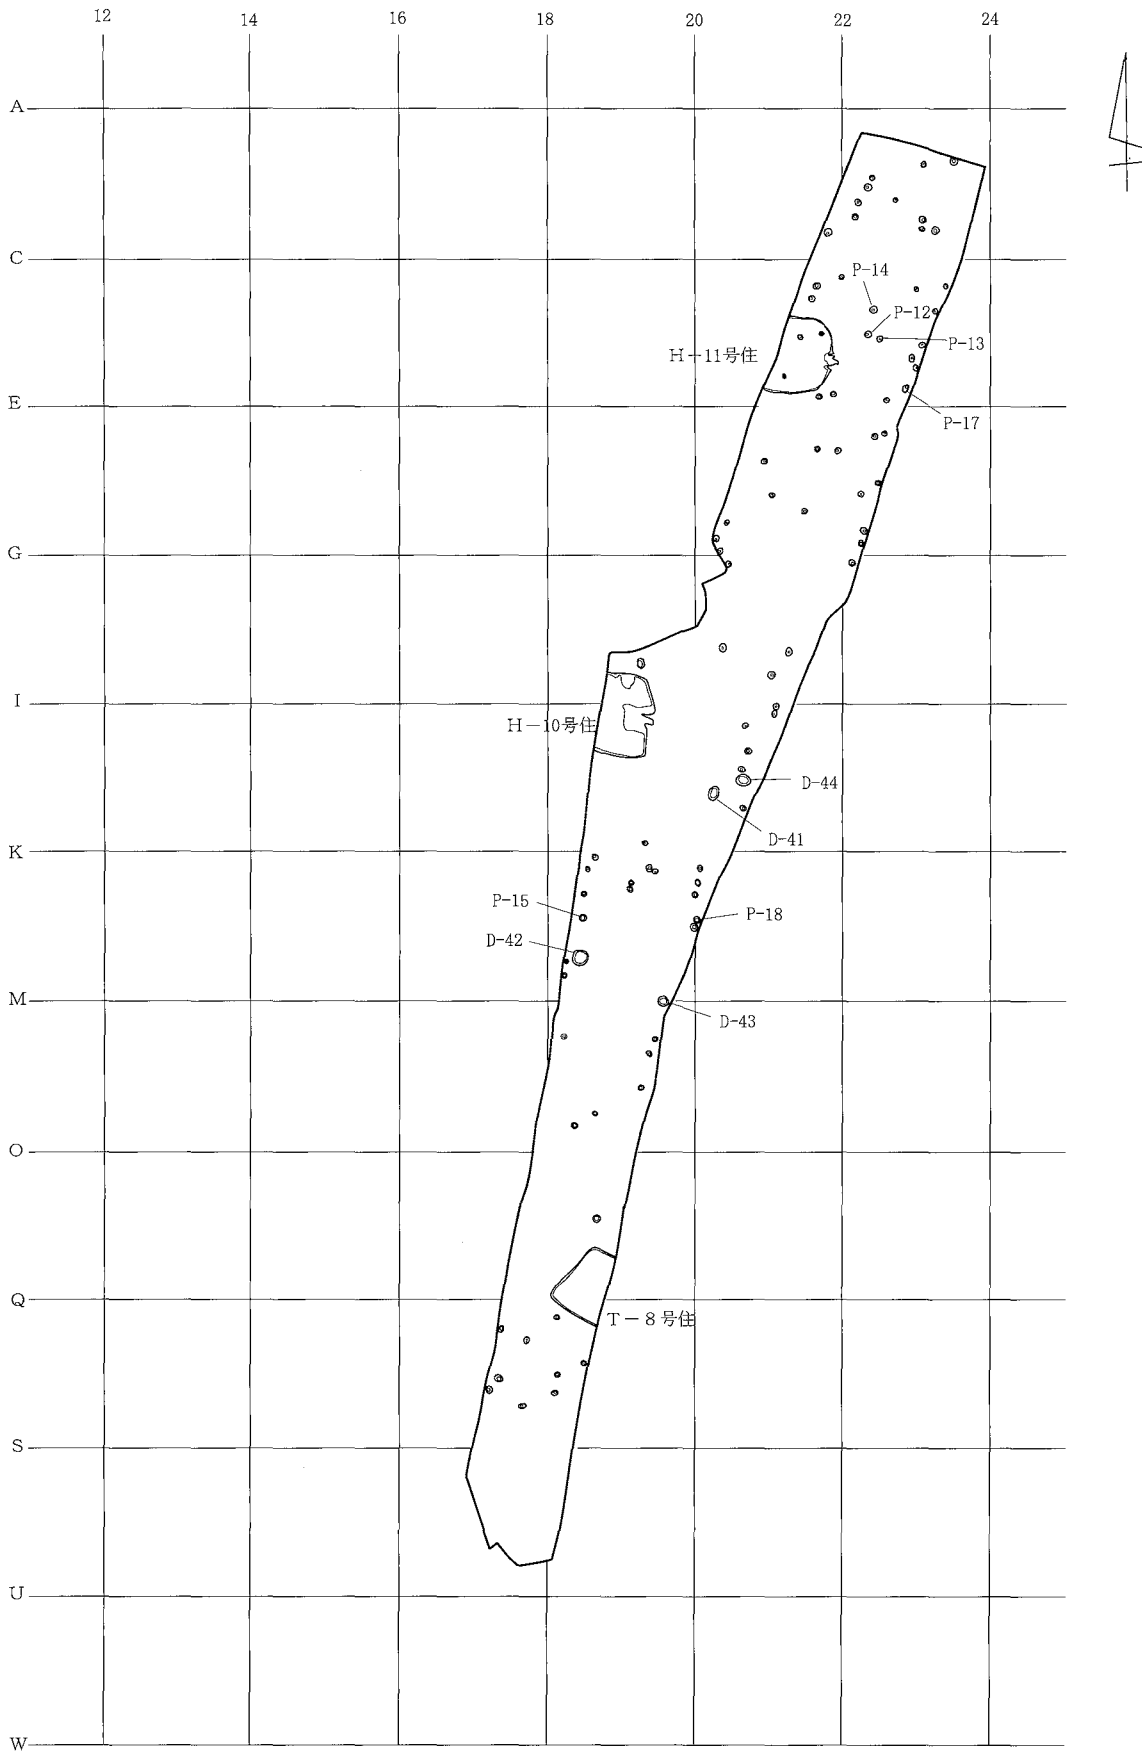 12 14 16 18 20 22 24
A
C
P-14
P-12
P-13
H-11号住
E
P-17
G
I
H-10号住
D-44
D-41
K
P-15
P-18
D-42
M
D-43
O
Q
T-8号住
S
U
W